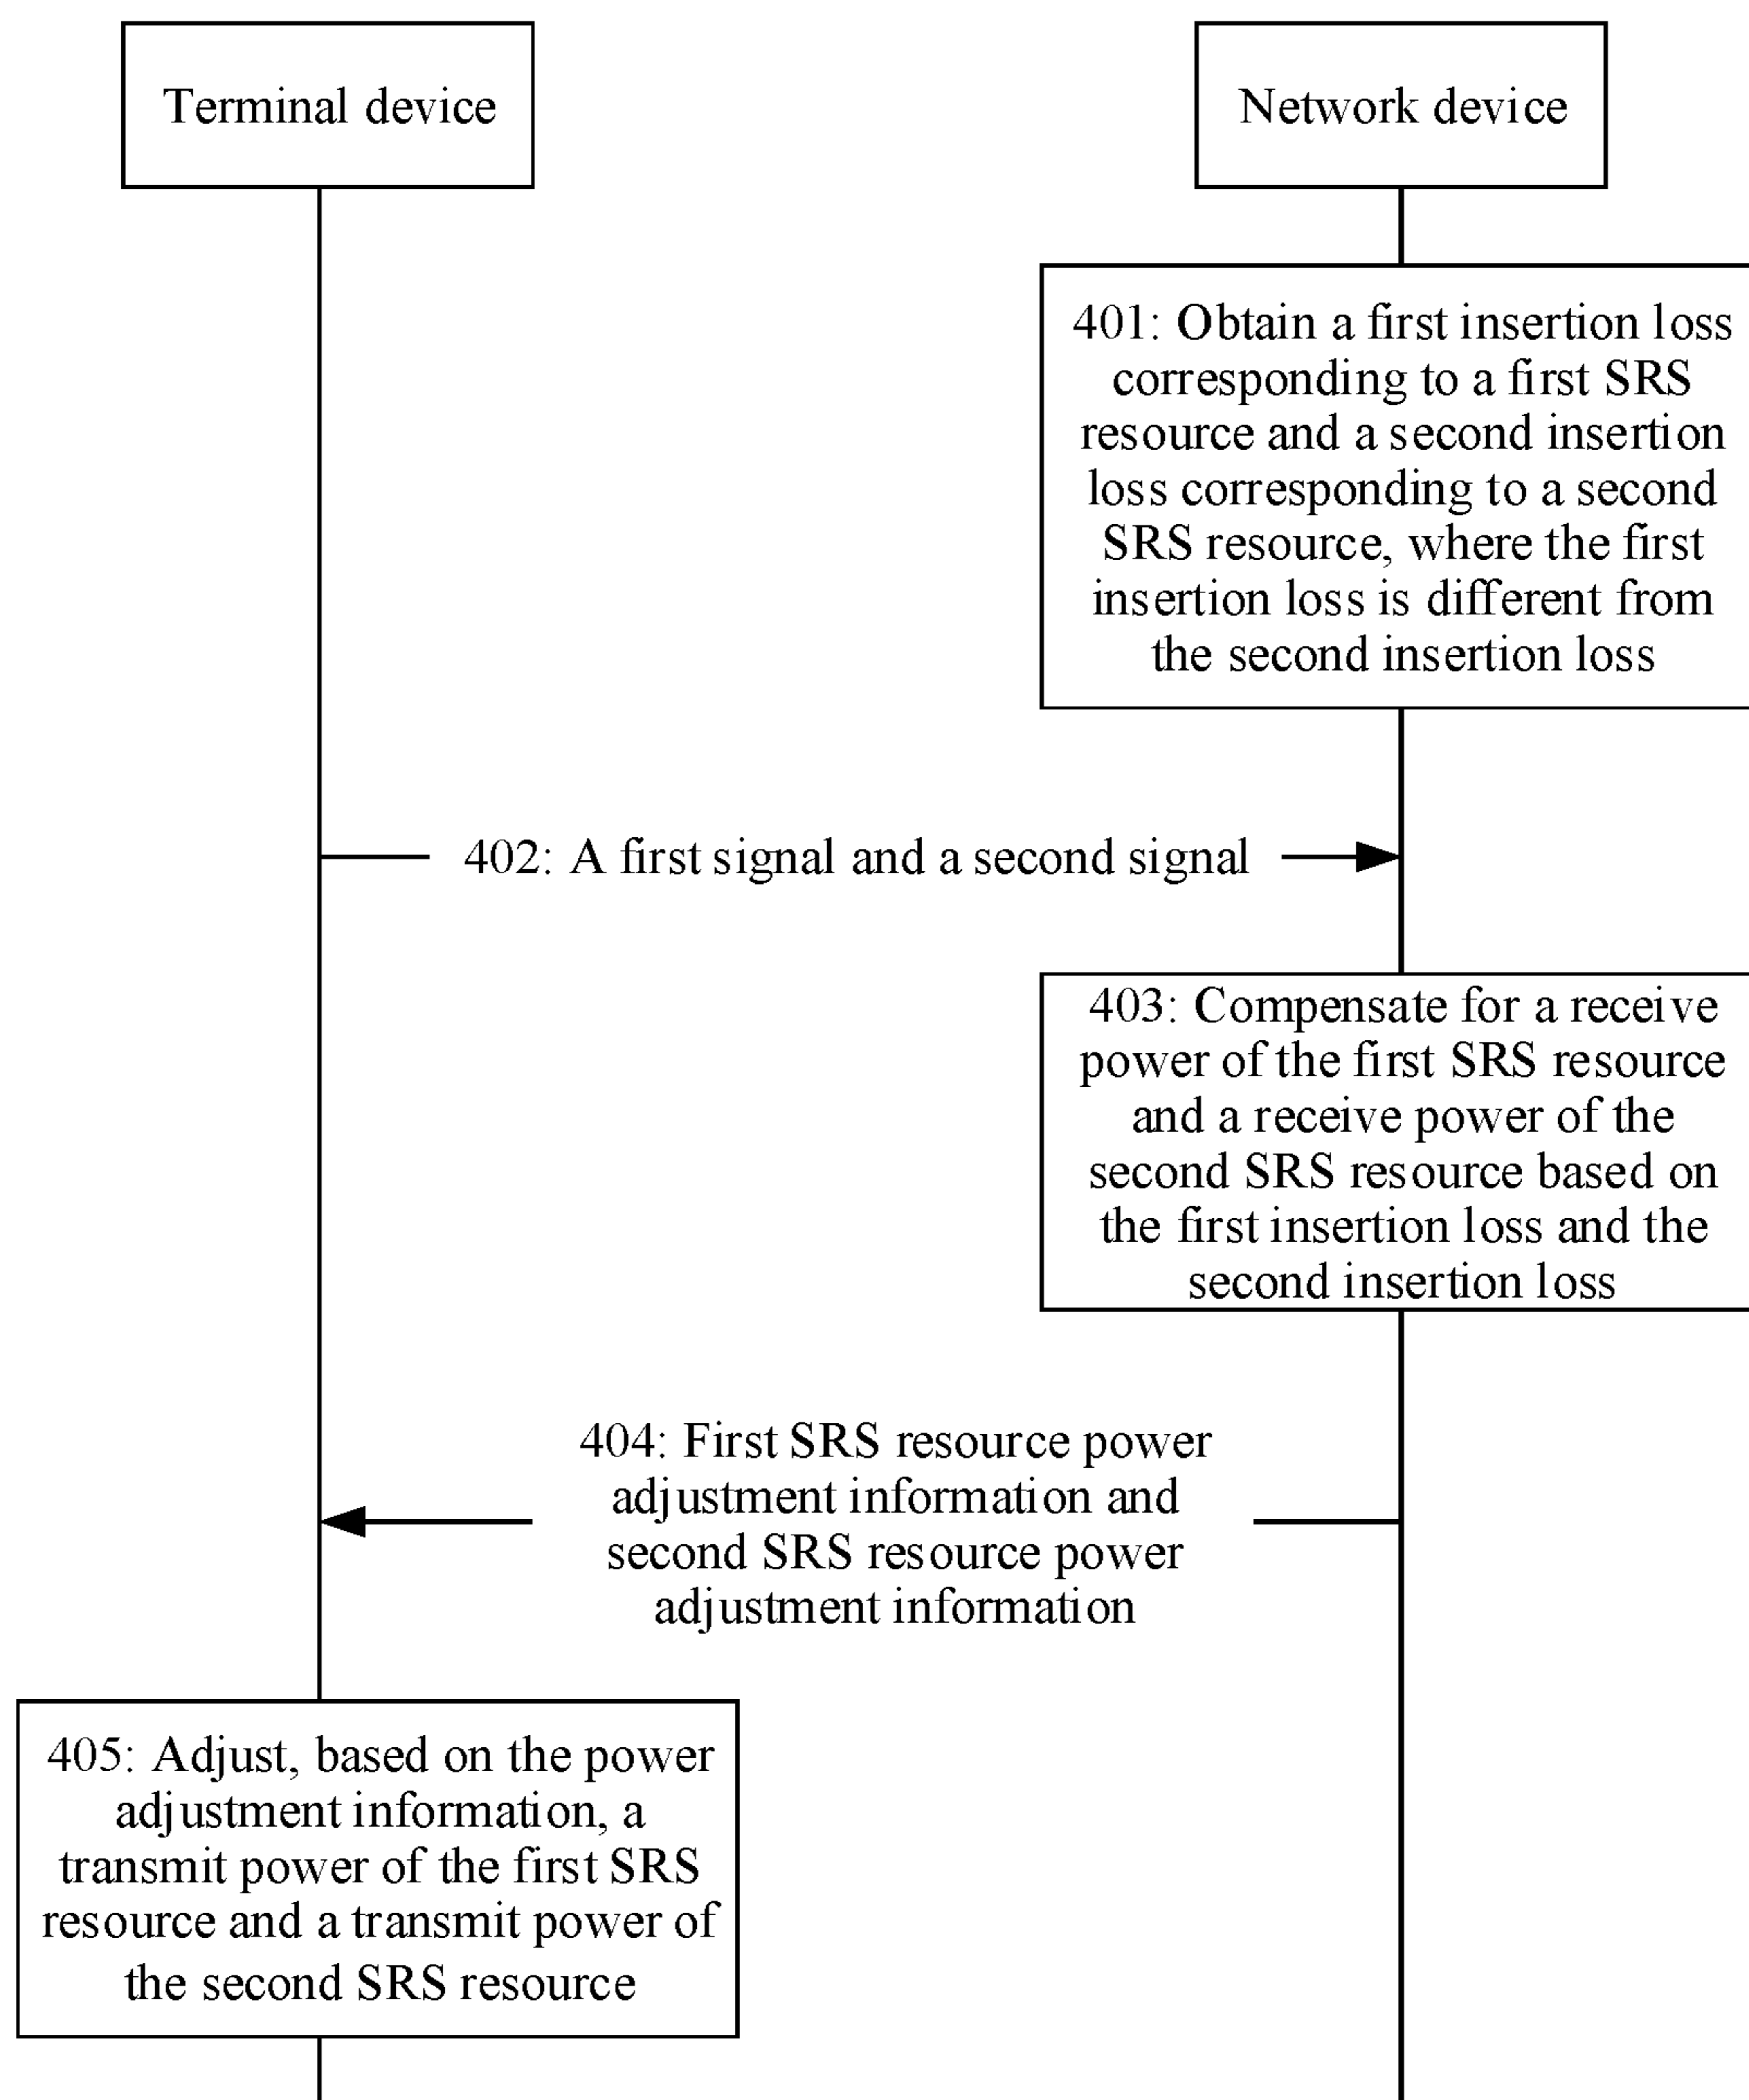 Terminal device
Network device
401: Obtain a first insertion loss
corresponding to a first SRS
resource and a second insertion
loss corresponding to a second
SRS resource, where the first
insertion loss is different from
the second insertion loss
402: A first signal and a second signal
403: Compensate for a receive
power of the first SRS resource
and a receive power of the
second SRS resource based on
the first insertion loss and the
second insertion loss
404: First SRS resource power
adjustment information and
second SRS resource power
adjustment information
405: Adjust, based on the power
adjustment information, a
transmit power of the first SRS
resource and a transmit power of
the second SRS resource